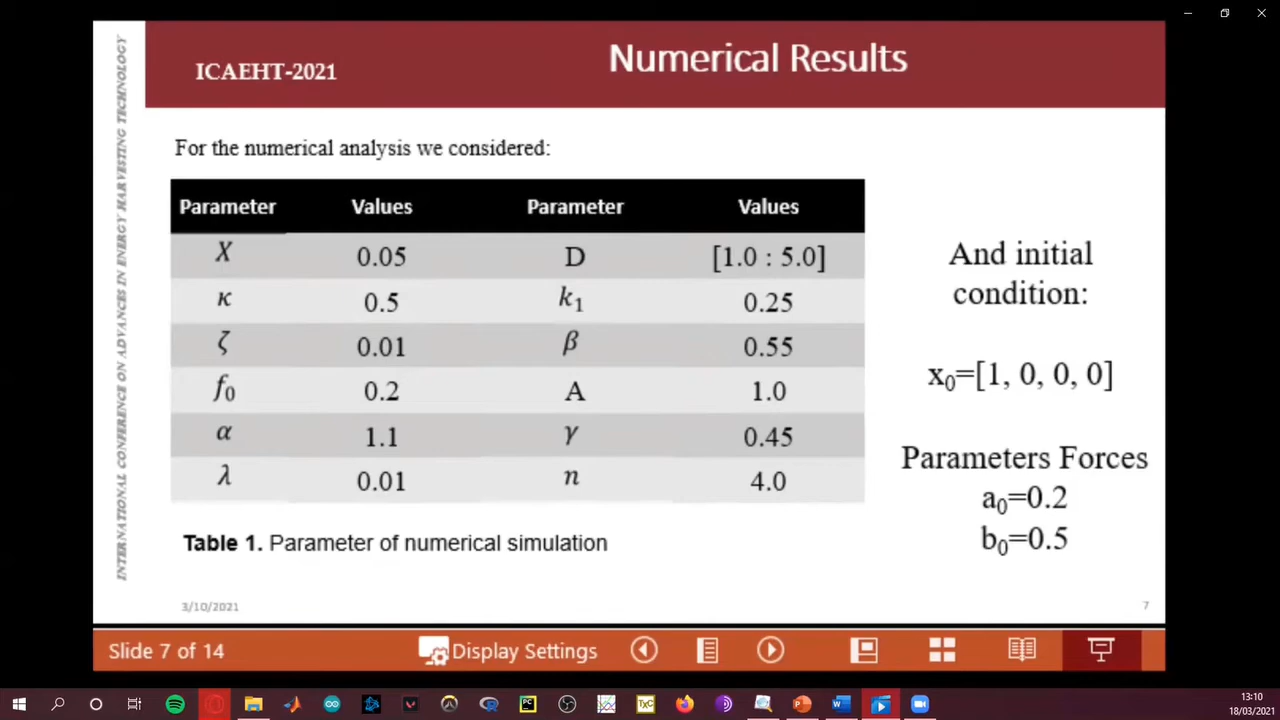 ICAEHT-2021
Numerical Results
INTERNATIONAL CONFERENCE ON ADVANCES IN ENERGY HARVESTING TECHNOLOGY
For the numerical analysis we considered:
Parameter Values Parameter Values
χ 0.05 D [1.0 : 5.0]
κ 0.5 k₁ 0.25
ζ 0.01 β 0.55
f₀ 0.2 A 1.0
α 1.1 γ 0.45
λ 0.01 n 4.0
Table 1. Parameter of numerical simulation
And initial
condition:
x₀=[1, 0, 0, 0]
Parameters Forces
a₀=0.2
b₀=0.5
3/10/2021
7
Slide 7 of 14
Display Settings
13:10
18/03/2021